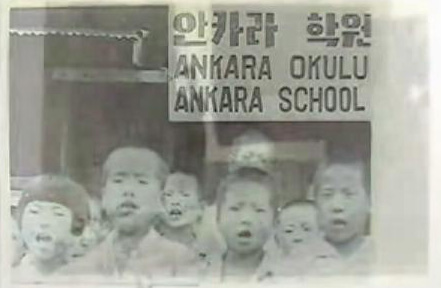 안카라 학원
ANKARA OKULU
ANKARA SCHOOL